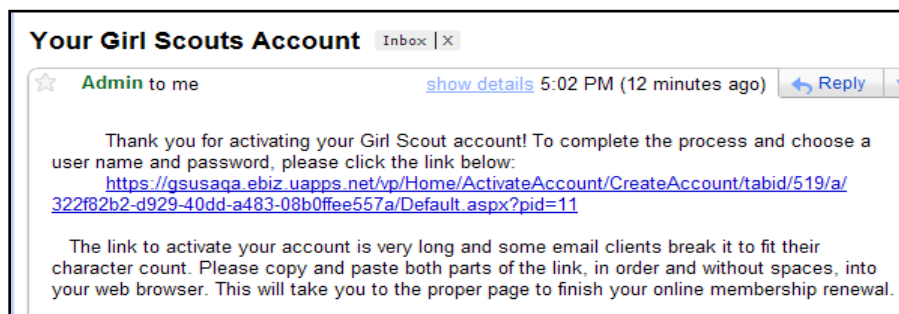 Your Girl Scouts Account Inbox | X
Admin to me show details 5:02 PM (12 minutes ago) Reply
Thank you for activating your Girl Scout account! To complete the process and choose a
user name and password, please click the link below:
https://gsusaqa.ebiz.uapps.net/vp/Home/ActivateAccount/CreateAccount/tabid/519/a/
322f82b2-d929-40dd-a483-08b0ffee557a/Default.aspx?pid=11
The link to activate your account is very long and some email clients break it to fit their
character count. Please copy and paste both parts of the link, in order and without spaces, into
your web browser. This will take you to the proper page to finish your online membership renewal.